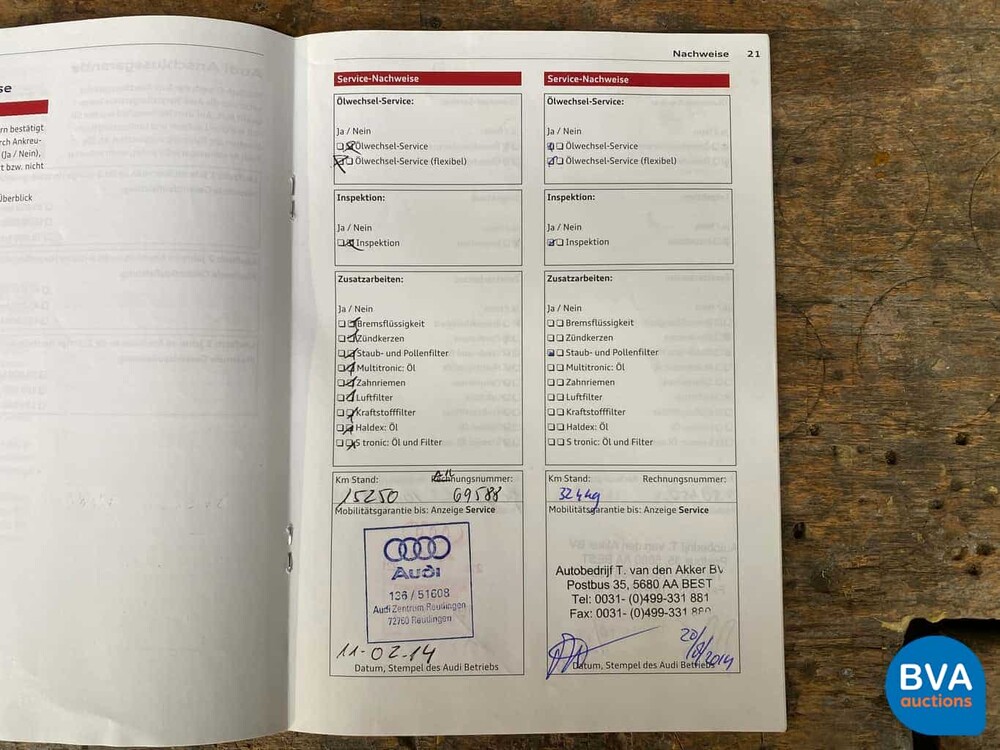 se
rn bestätigt
rch Ankreu-
(Ja / Nein),
t bzw. nicht
Überblick
Nachweise 21
Service-Nachweise
Ölwechsel-Service:
Ja / Nein
Ölwechsel-Service
Ölwechsel-Service (flexibel)
Inspektion:
Ja / Nein
Inspektion
Zusatzarbeiten:
Ja / Nein
Bremsflüssigkeit
Zündkerzen
Staub- und Pollenfilter
Multitronic: Öl
Zahnriemen
Luftfilter
Kraftstofffilter
Haldex: Öl
S tronic: Öl und Filter
Km Stand: Rechnungsnummer:
15250 69588
Mobilitätsgarantie bis: Anzeige Service
Audi
136 / 51608
Audi Zentrum Reutlingen
72760 Reutlingen
11-02-14
Datum, Stempel des Audi Betriebs
Service-Nachweise
Ölwechsel-Service:
Ja / Nein
Ölwechsel-Service
Ölwechsel-Service (flexibel)
Inspektion:
Ja / Nein
Inspektion
Zusatzarbeiten:
Ja / Nein
Bremsflüssigkeit
Zündkerzen
Staub- und Pollenfilter
Multitronic: Öl
Zahnriemen
Luftfilter
Kraftstofffilter
Haldex: Öl
S tronic: Öl und Filter
Km Stand: Rechnungsnummer:
Mobilitätsgarantie bis: Anzeige Service
Autobedrijf T. van den Akker BV
Postbus 35, 5680 AA BEST
Tel: 0031- (0)499-331 881
Fax: 0031- (0)499-331 880
Datum, Stempel des Audi Betriebs
BVA
auctions